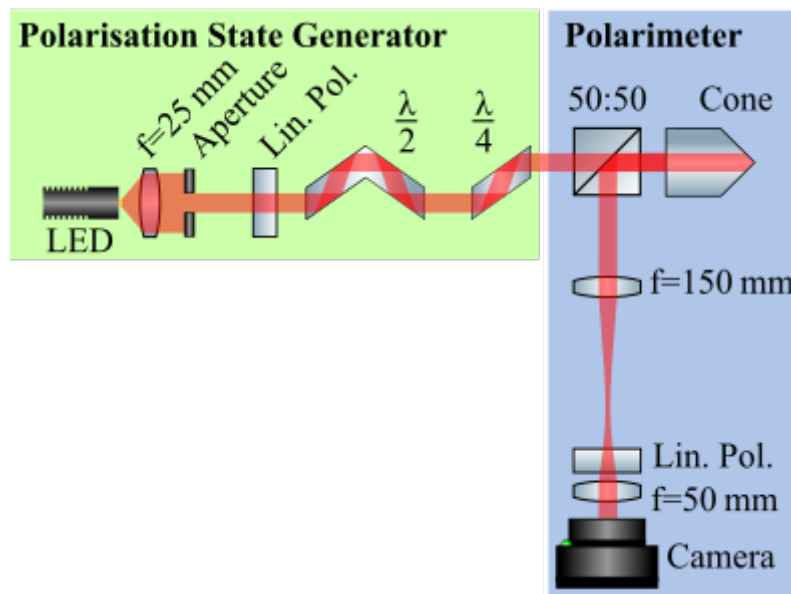 Polarisation State Generator
f=25 mm
Aperture
Lin. Pol.
λ/2
λ/4
LED
Polarimeter
50:50
Cone
f=150 mm
Lin. Pol.
f=50 mm
Camera